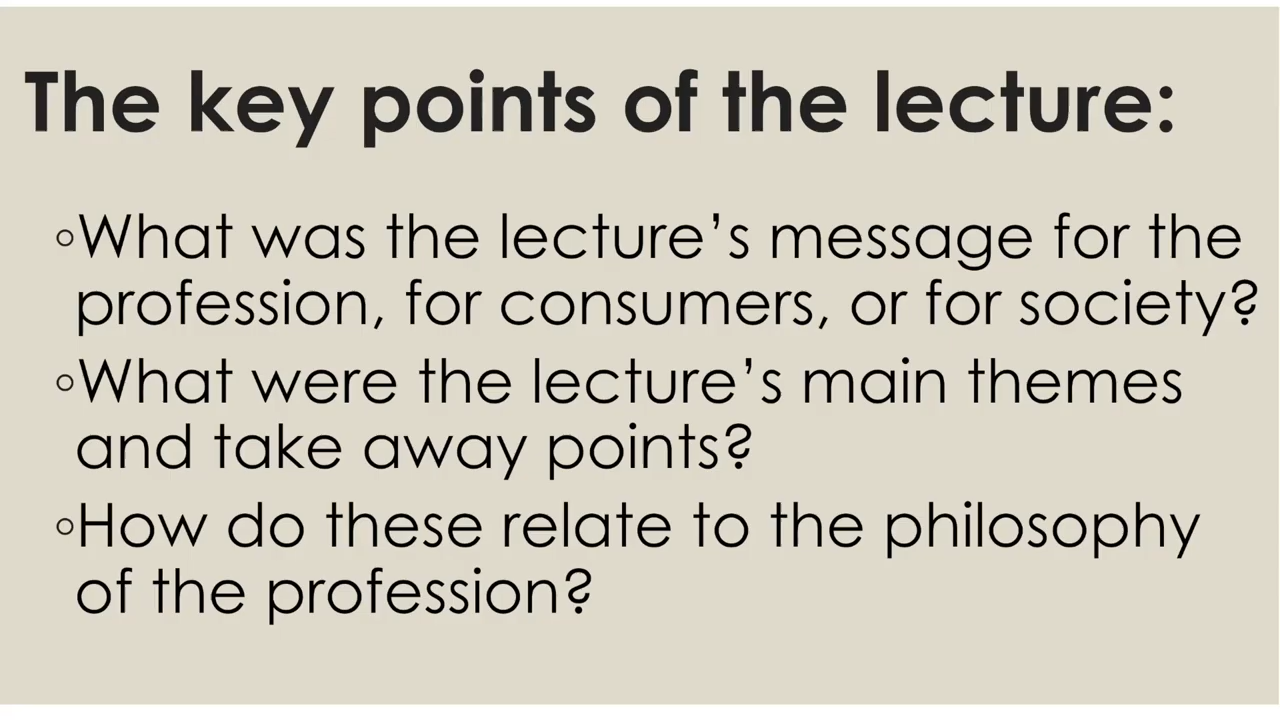 The key points of the lecture:
◦What was the lecture’s message for the
profession, for consumers, or for society?
◦What were the lecture’s main themes
and take away points?
◦How do these relate to the philosophy
of the profession?